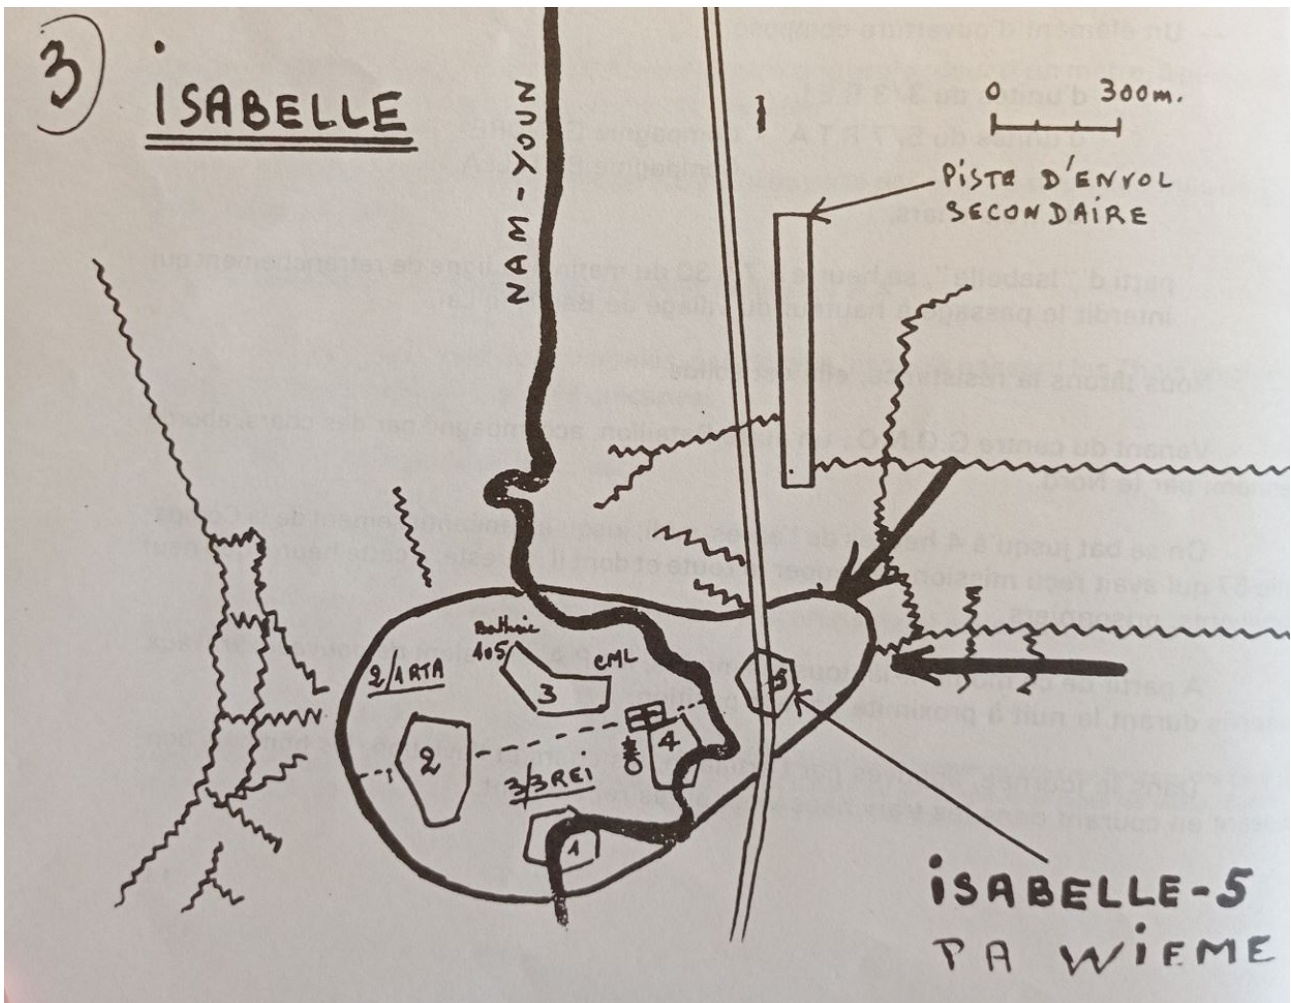 3)
ISABELLE
NAM-YOUN
0 300m.
PISTE D'ENVOL
SECONDAIRE
Batterie
105
CML
2/1RTA
3
5
2
4
3/3REI
1
ISABELLE-5
PA WIEME